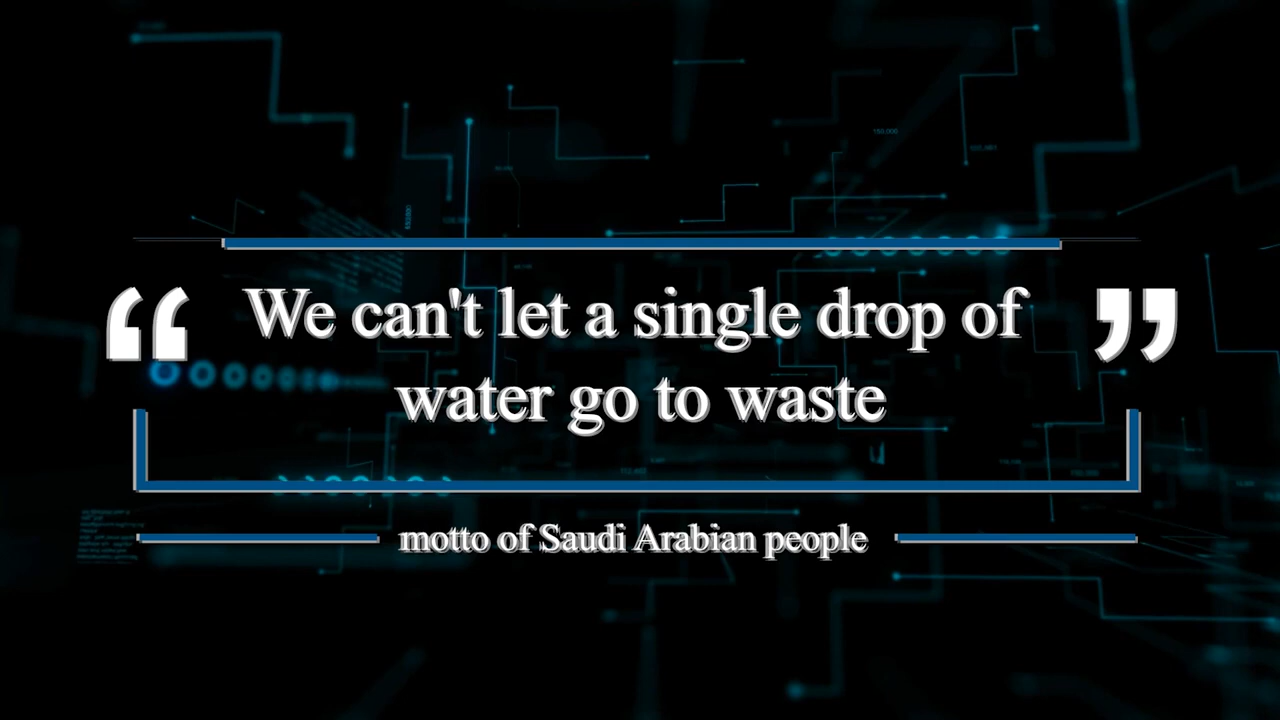 “ We can't let a single drop of ”
water go to waste
motto of Saudi Arabian people